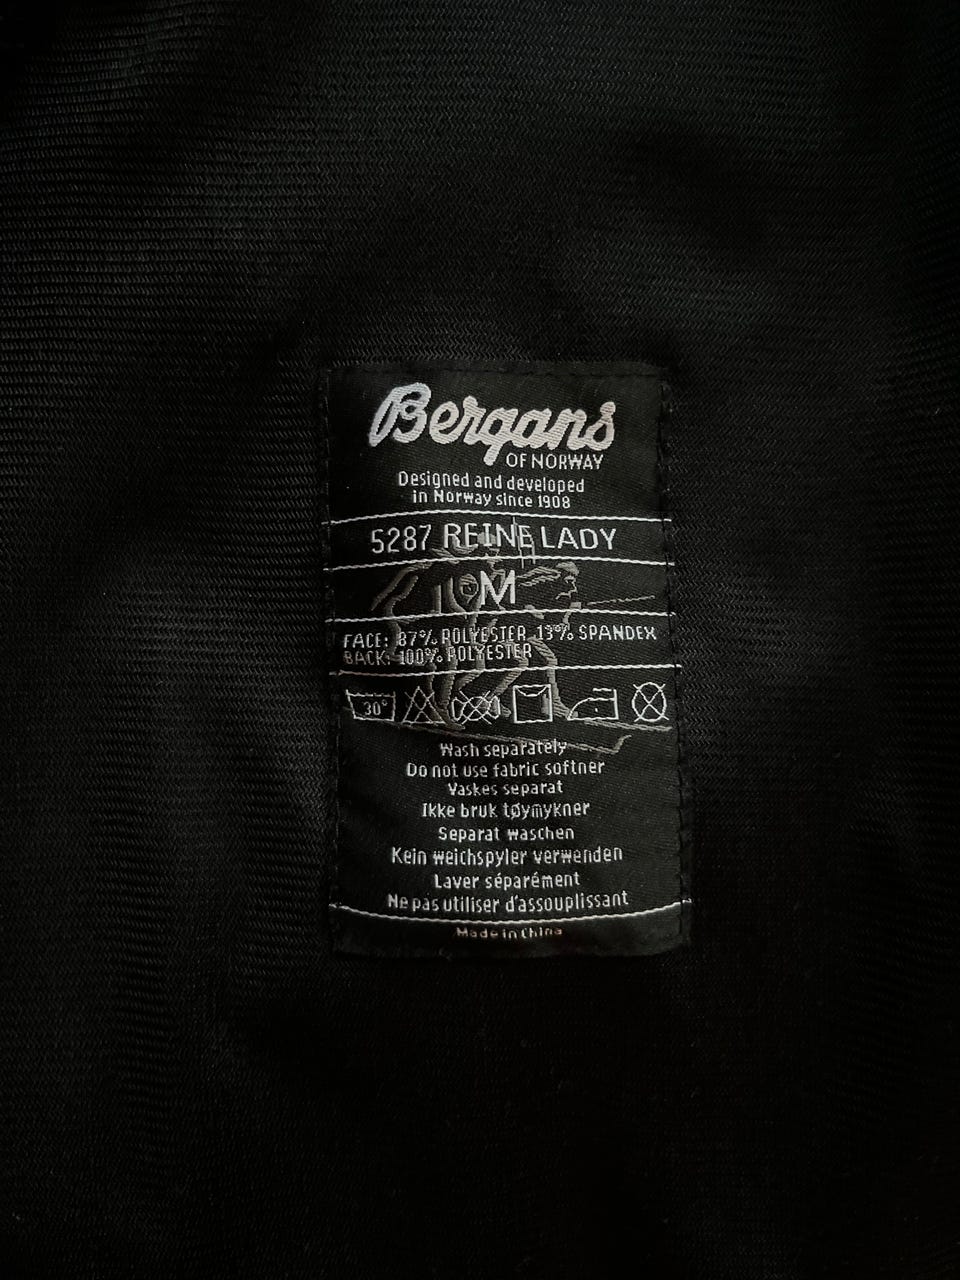 Bergans
OF NORWAY
Designed and developed
in Norway since 1908
5287 REINE LADY
M
FACE: 87% POLYESTER 13% SPANDEX
BACK: 100% POLYESTER
30°
Wash separately
Do not use fabric softner
Vaskes separat
Ikke bruk tøymykner
Separat waschen
Kein weichspyler verwenden
Laver séparément
Ne pas utiliser d'assouplissant
Made in China